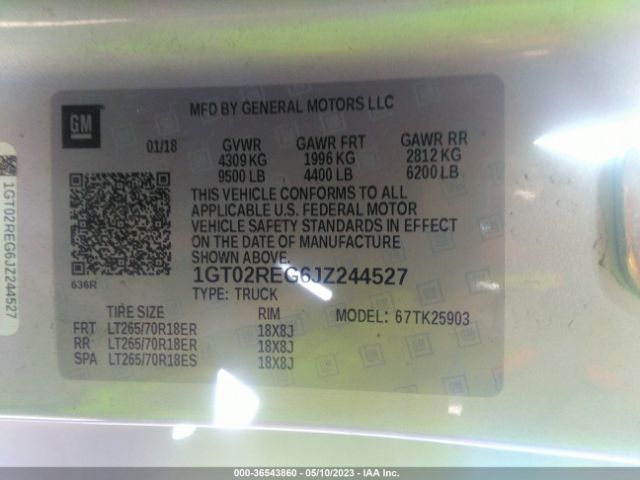 GM
MFD BY GENERAL MOTORS LLC
01/18 GVWR GAWR FRT GAWR RR
4309 KG 1996 KG 2812 KG
9500 LB 4400 LB 6200 LB
THIS VEHICLE CONFORMS TO ALL
APPLICABLE U.S. FEDERAL MOTOR
VEHICLE SAFETY STANDARDS IN EFFECT
ON THE DATE OF MANUFACTURE
SHOWN ABOVE.
636R
1GT02REG6JZ244527
TYPE: TRUCK
TIRE SIZE RIM MODEL: 67TK25903
FRT LT265/70R18ER 18X8J
RR LT265/70R18ER 18X8J
SPA LT265/70R18ES 18X8J
1GT02REG6JZ244527
000-36543860 - 05/10/2023 - IAA Inc.